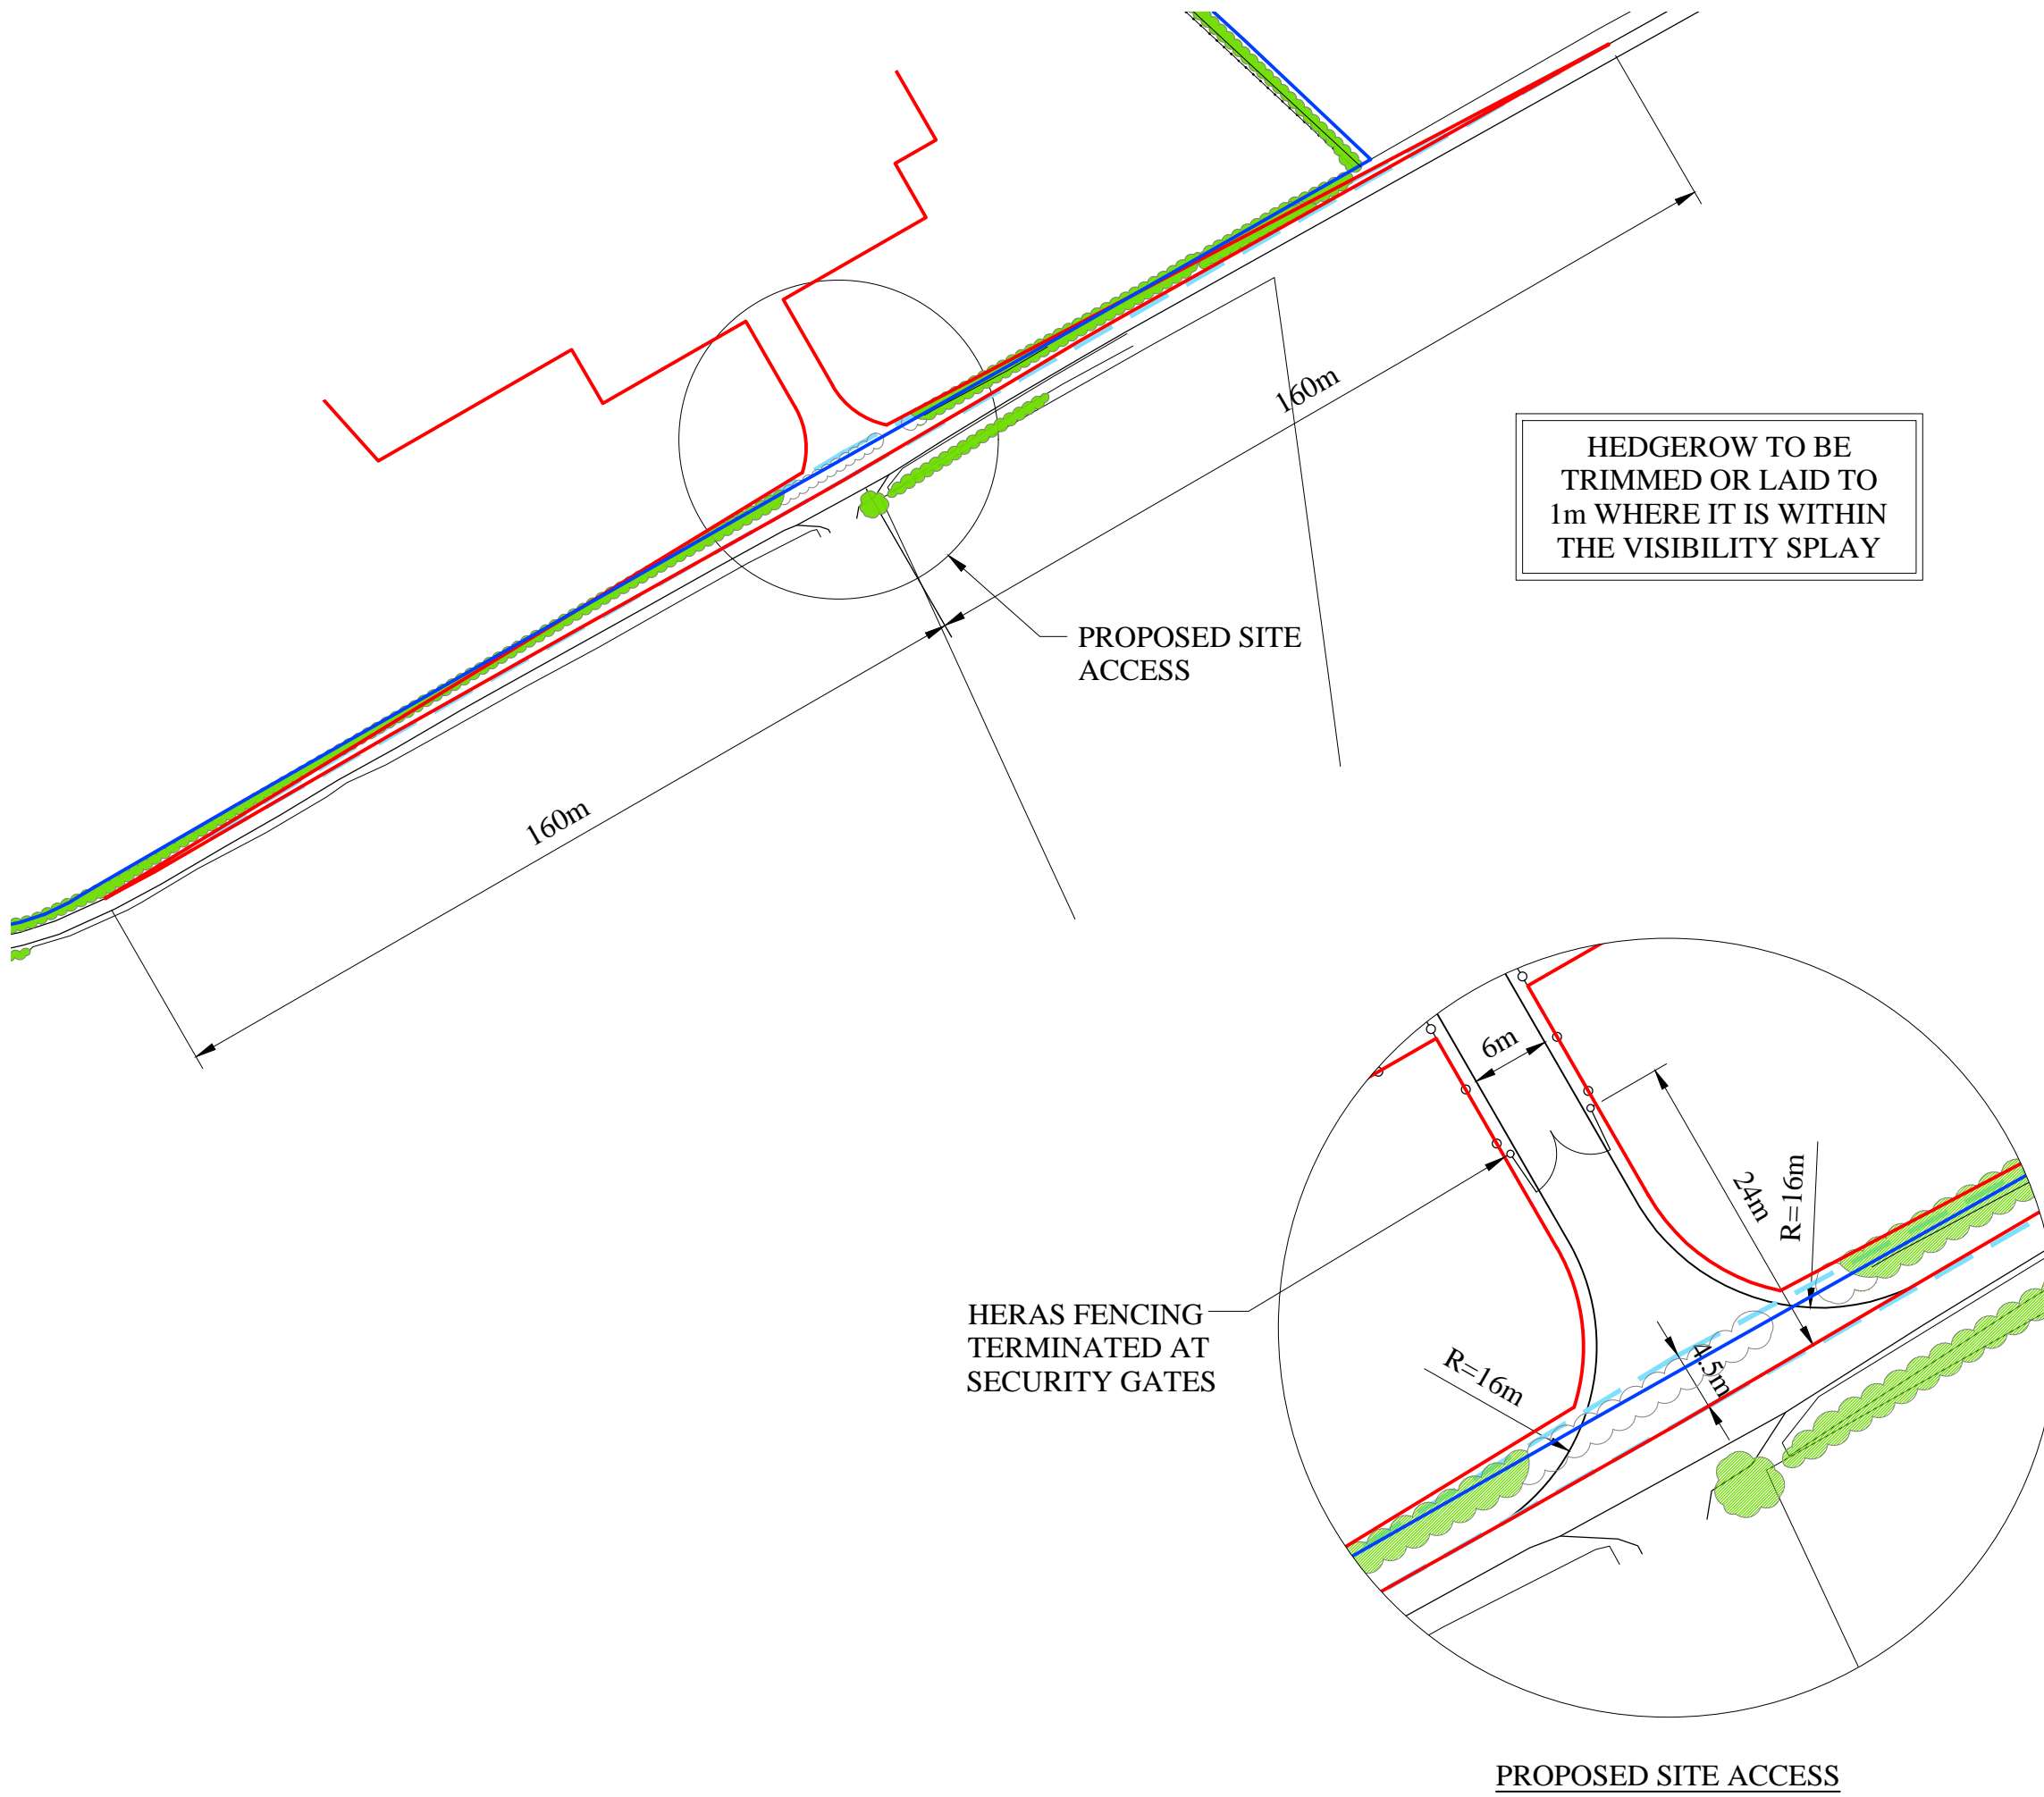 160m
HEDGEROW TO BE
TRIMMED OR LAID TO
1m WHERE IT IS WITHIN
THE VISIBILITY SPLAY
PROPOSED SITE
ACCESS
160m
6m
24m
R=16m
HERAS FENCING
TERMINATED AT
SECURITY GATES
R=16m
4.5m
PROPOSED SITE ACCESS